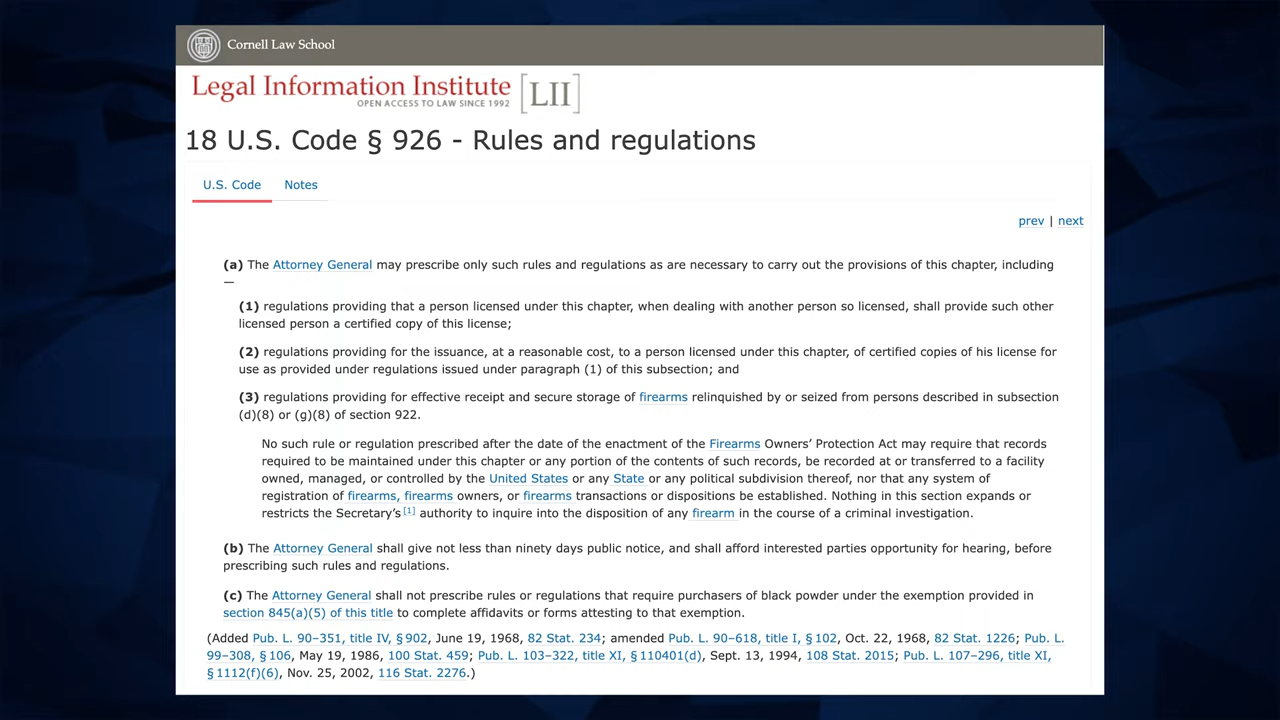 Cornell Law School
Legal Information Institute [LII]
OPEN ACCESS TO LAW SINCE 1992
18 U.S. Code § 926 - Rules and regulations
U.S. Code Notes
prev | next
(a) The Attorney General may prescribe only such rules and regulations as are necessary to carry out the provisions of this chapter, including
—
(1) regulations providing that a person licensed under this chapter, when dealing with another person so licensed, shall provide such other
licensed person a certified copy of this license;
(2) regulations providing for the issuance, at a reasonable cost, to a person licensed under this chapter, of certified copies of his license for
use as provided under regulations issued under paragraph (1) of this subsection; and
(3) regulations providing for effective receipt and secure storage of firearms relinquished by or seized from persons described in subsection
(d)(8) or (g)(8) of section 922.
No such rule or regulation prescribed after the date of the enactment of the Firearms Owners’ Protection Act may require that records
required to be maintained under this chapter or any portion of the contents of such records, be recorded at or transferred to a facility
owned, managed, or controlled by the United States or any State or any political subdivision thereof, nor that any system of
registration of firearms, firearms owners, or firearms transactions or dispositions be established. Nothing in this section expands or
restricts the Secretary’s [1] authority to inquire into the disposition of any firearm in the course of a criminal investigation.
(b) The Attorney General shall give not less than ninety days public notice, and shall afford interested parties opportunity for hearing, before
prescribing such rules and regulations.
(c) The Attorney General shall not prescribe rules or regulations that require purchasers of black powder under the exemption provided in
section 845(a)(5) of this title to complete affidavits or forms attesting to that exemption.
(Added Pub. L. 90–351, title IV, § 902, June 19, 1968, 82 Stat. 234; amended Pub. L. 90–618, title I, § 102, Oct. 22, 1968, 82 Stat. 1226; Pub. L.
99–308, § 106, May 19, 1986, 100 Stat. 459; Pub. L. 103–322, title XI, § 110401(d), Sept. 13, 1994, 108 Stat. 2015; Pub. L. 107–296, title XI,
§ 1112(f)(6), Nov. 25, 2002, 116 Stat. 2276.)